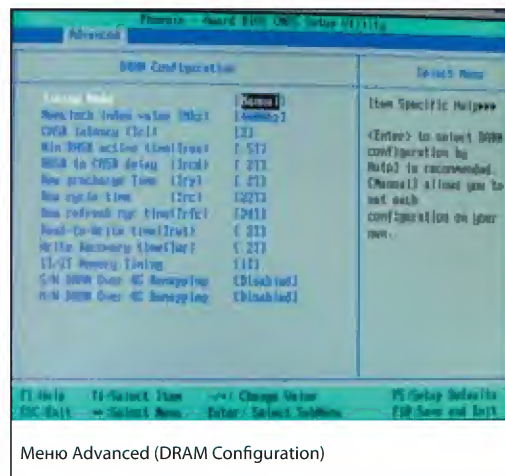 Phoenix - Award BIOS CMOS Setup Utility
Advanced
DRAM Configuration
Select Menu
Timing Mode [Manual]
Memclock index value (Mhz)
CAS# latency (Tcl)
Min RAS# active time(Tras) [ 5T]
RAS# to CAS# delay (Trcd) [ 2T]
Row precharge Time (Trp) [ 2T]
Row cycle time (Trc)
Row refresh cyc time(Trfc)
Read-to-Write time(Trwt)
Write Recovery time(Twr) [ 2T]
1T/2T Memory Timing [1T]
S/W DRAM Over 4G Remapping [Disabled]
H/W DRAM Over 4G Remapping [Disabled]
Item Specific Help▸▸▸
<Enter> to select DRAM
configuration by
[Auto] is recommended.
[Manual] allows you to
set each
configuration on your
own.
F1:Help ↑↓:Select Item -/+: Change Value F5:Setup Defaults
ESC:Exit ↔:Select Menu Enter: Select SubMenu F10:Save and Exit
Меню Advanced (DRAM Configuration)